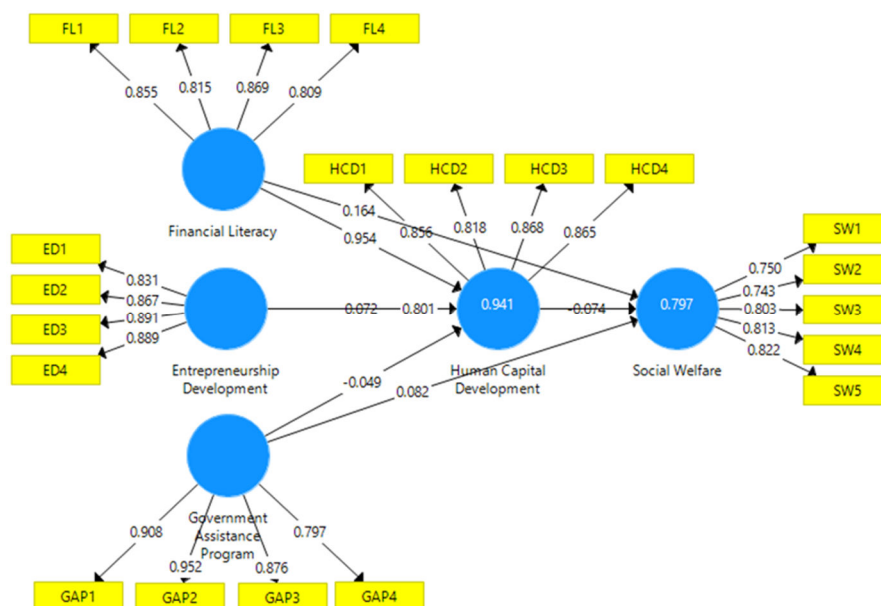 FL1 FL2 FL3 FL4
0.855 0.815 0.869 0.809
HCD1 HCD2 HCD3 HCD4
Financial Literacy
0.164
0.954
0.856 0.818 0.868 0.865
ED1
ED2
ED3
ED4
0.831
0.867
0.891
0.889
0.072 0.801
0.941
-0.074
0.797
SW1
SW2
SW3
SW4
SW5
0.750
0.743
0.803
0.813
0.822
Entrepreneurship
Development
Human Capital
Development
Social Welfare
-0.049
0.082
Government
Assistance
Program
0.908 0.952 0.876 0.797
GAP1 GAP2 GAP3 GAP4